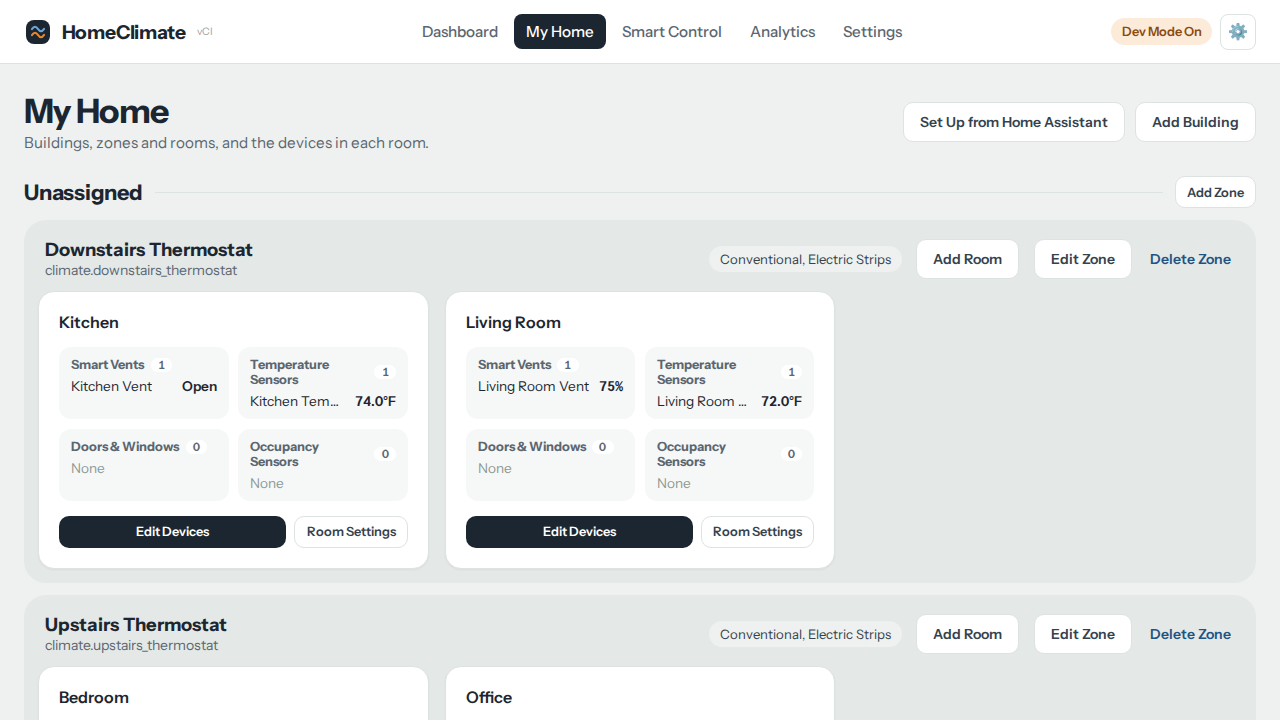 HomeClimate vCI
Dashboard
My Home
Smart Control
Analytics
Settings
Dev Mode On
My Home
Buildings, zones and rooms, and the devices in each room.
Set Up from Home Assistant
Add Building
Unassigned
Add Zone
Downstairs Thermostat
climate.downstairs_thermostat
Conventional, Electric Strips
Add Room
Edit Zone
Delete Zone
Kitchen
Smart Vents 1
Kitchen Vent Open
Temperature
Sensors 1
Kitchen Tem... 74.0°F
Doors & Windows 0
None
Occupancy
Sensors 0
None
Edit Devices
Room Settings
Living Room
Smart Vents 1
Living Room Vent 75%
Temperature
Sensors 1
Living Room ... 72.0°F
Doors & Windows 0
None
Occupancy
Sensors 0
None
Edit Devices
Room Settings
Upstairs Thermostat
climate.upstairs_thermostat
Conventional, Electric Strips
Add Room
Edit Zone
Delete Zone
Bedroom
Office